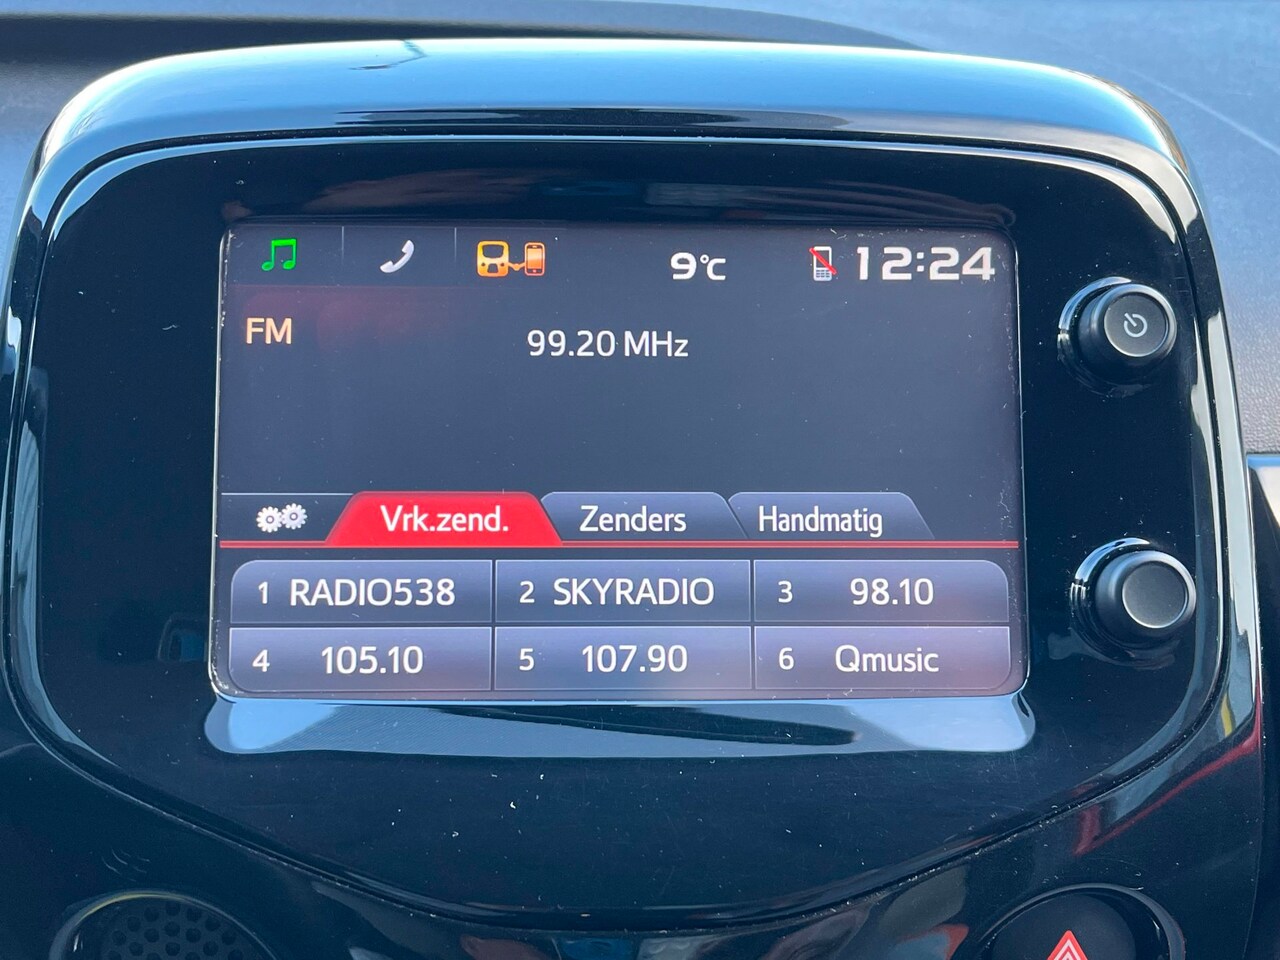 9°C 12:24
FM
99.20 MHz
Vrk.zend. Zenders Handmatig
1 RADIO538 2 SKYRADIO 3 98.10
4 105.10 5 107.90 6 Qmusic